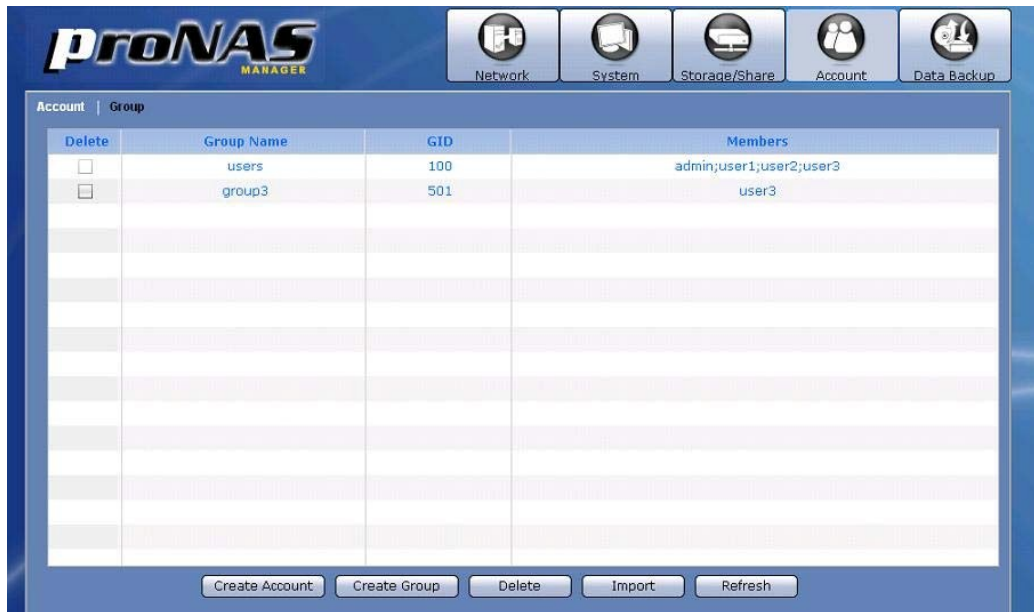 proNAS
MANAGER
Network
System
Storage/Share
Account
Data Backup
Account | Group
Delete Group Name GID Members
users 100 admin;user1;user2;user3
group3 501 user3
Create Account Create Group Delete Import Refresh